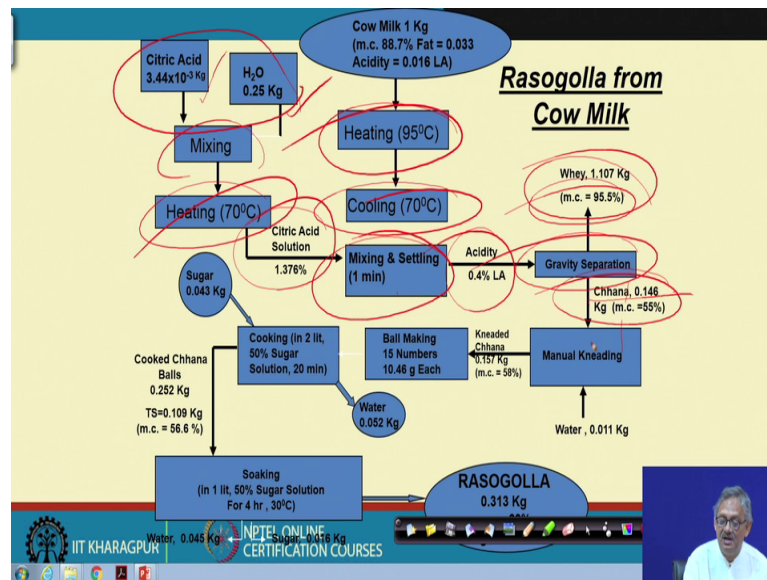 Cow Milk 1 Kg
(m.c. 88.7% Fat = 0.033
Acidity = 0.016 LA)
Rasogolla from
Cow Milk
Citric Acid
3.44x10-3 Kg
H2O
0.25 Kg
Mixing
Heating (95⁰C)
Heating (70⁰C)
Cooling (70⁰C)
Whey, 1.107 Kg
(m.c. = 95.5%)
Citric Acid
Solution
1.376%
Mixing & Settling
(1 min)
Acidity
0.4% LA
Gravity Separation
Chhana, 0.146
Kg (m.c. =55%)
Sugar
0.043 Kg
Cooking (in 2 lit,
50% Sugar
Solution, 20 min)
Ball Making
15 Numbers
10.46 g Each
Kneaded
Chhana
0.157 Kg
(m.c. = 58%)
Manual Kneading
Cooked Chhana
Balls
0.252 Kg
TS=0.109 Kg
(m.c. = 56.6 %)
Water
0.052 Kg
Water , 0.011 Kg
Soaking
(in 1 lit, 50% Sugar Solution
For 4 hr , 30⁰C)
RASOGOLLA
0.313 Kg
Water, 0.045 Kg
Sugar, 0.016 Kg
IIT KHARAGPUR
NPTEL ONLINE
CERTIFICATION COURSES